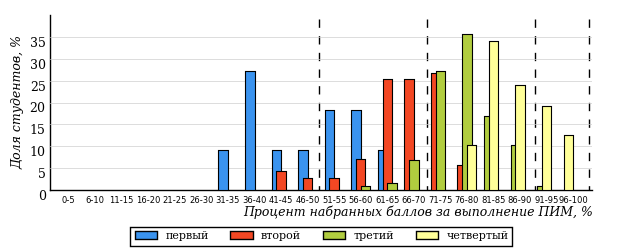 Доля студентов, %
35
30
25
20
15
10
5
0
0-5 6-10 11-15 16-20 21-25 26-30 31-35 36-40 41-45 46-50 51-55 56-60 61-65 66-70 71-75 76-80 81-85 86-90 91-95 96-100
Процент набранных баллов за выполнение ПИМ, %
первый второй третий четвертый